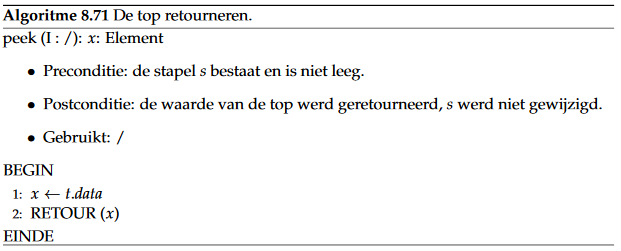 Algoritme 8.71 De top retourneren.
peek (I : /): x: Element
• Preconditie: de stapel s bestaat en is niet leeg.
• Postconditie: de waarde van de top werd geretourneerd, s werd niet gewijzigd.
• Gebruikt: /
BEGIN
1: x ← t.data
2: RETOUR (x)
EINDE